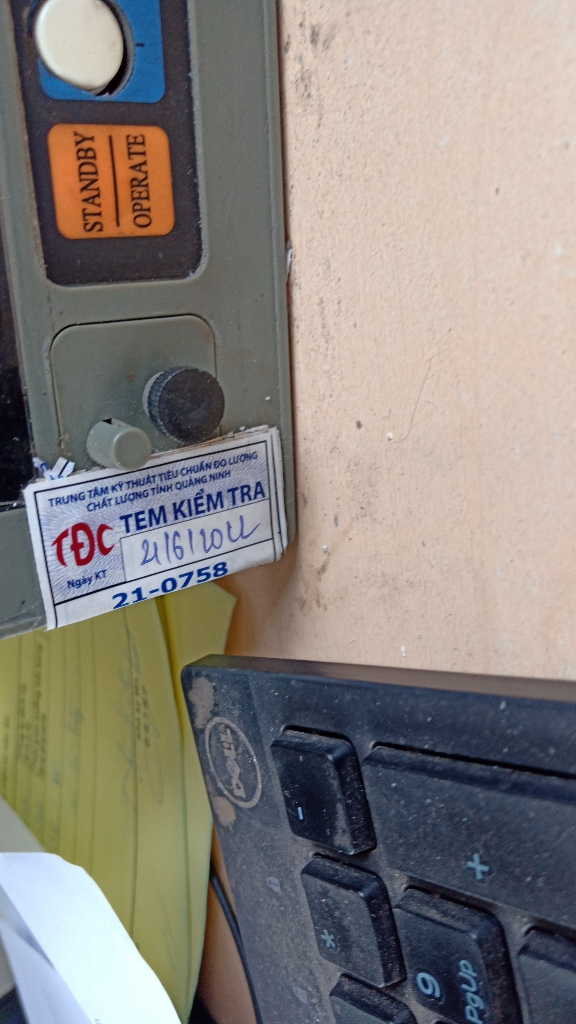 STANDBY
OPERATE
TRUNG TÂM KỸ THUẬT TIÊU CHUẨN ĐO LƯỜNG
CHẤT LƯỢNG TỈNH QUẢNG NINH
TĐC
TEM KIỂM TRA
Ngày KT
21/6/2022
21-0758
DELL
-
+
*
9
PgUp